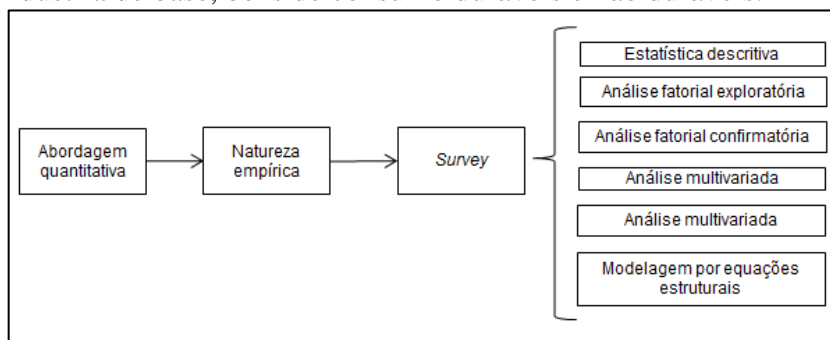 Abordagem
quantitativa
Natureza
empírica
Survey
Estatística descritiva
Análise fatorial exploratória
Análise fatorial confirmatória
Análise multivariada
Análise multivariada
Modelagem por equações
estruturais